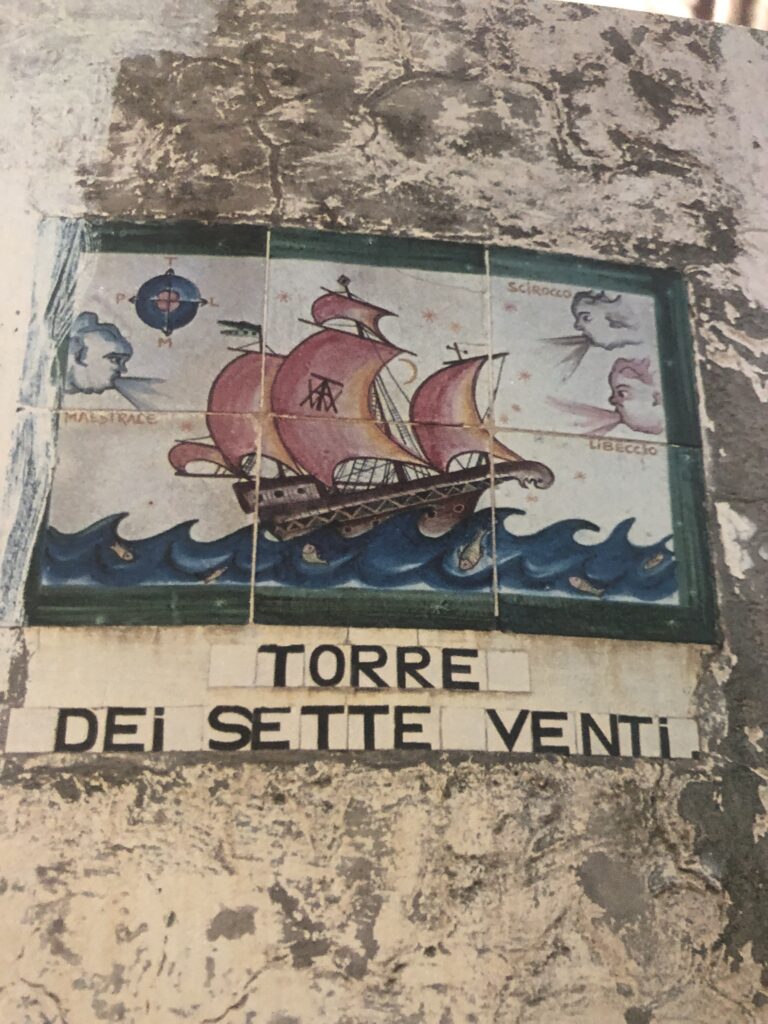 T
P L
M
SCIROCCO
MAESTRALE
LIBECCIO
TORRE
DEi SETTE VENTi.